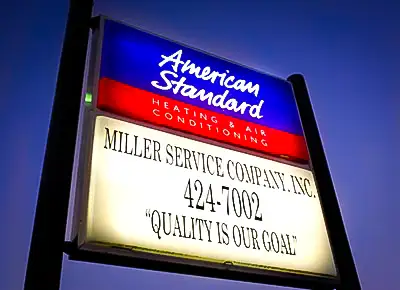 American
Standard
HEATING & AIR
CONDITIONING
MILLER SERVICE COMPANY, INC.
424-7002
"QUALITY IS OUR GOAL"